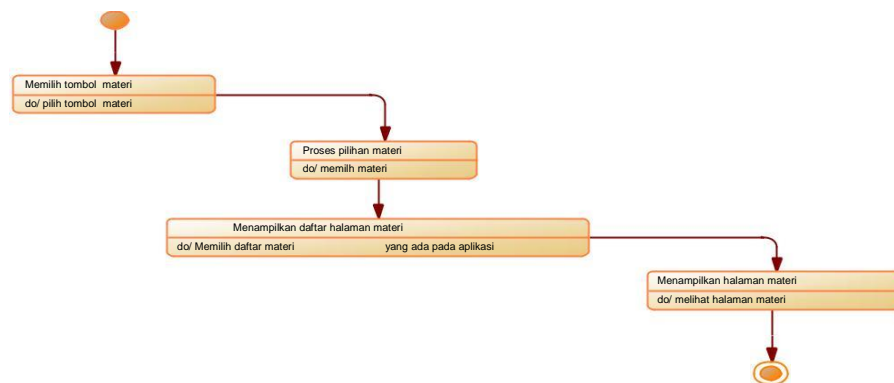 Memilih tombol materi
do/ pilih tombol materi
Proses pilihan materi
do/ memilh materi
Menampilkan daftar halaman materi
do/ Memilih daftar materi yang ada pada aplikasi
Menampilkan halaman materi
do/ melihat halaman materi